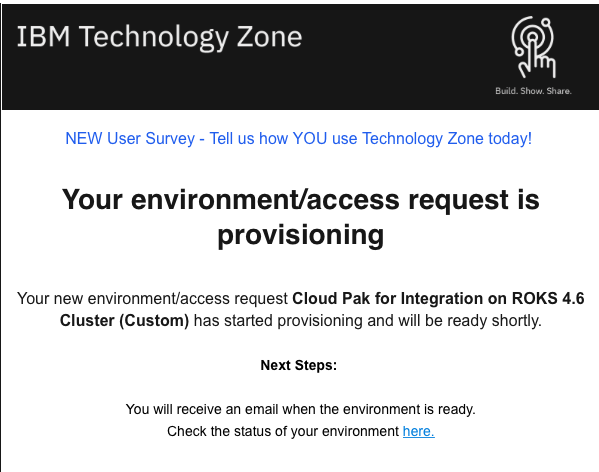 IBM Technology Zone
Build. Show. Share.
NEW User Survey - Tell us how YOU use Technology Zone today!
Your environment/access request is
provisioning
Your new environment/access request Cloud Pak for Integration on ROKS 4.6
Cluster (Custom) has started provisioning and will be ready shortly.
Next Steps:
You will receive an email when the environment is ready.
Check the status of your environment here.